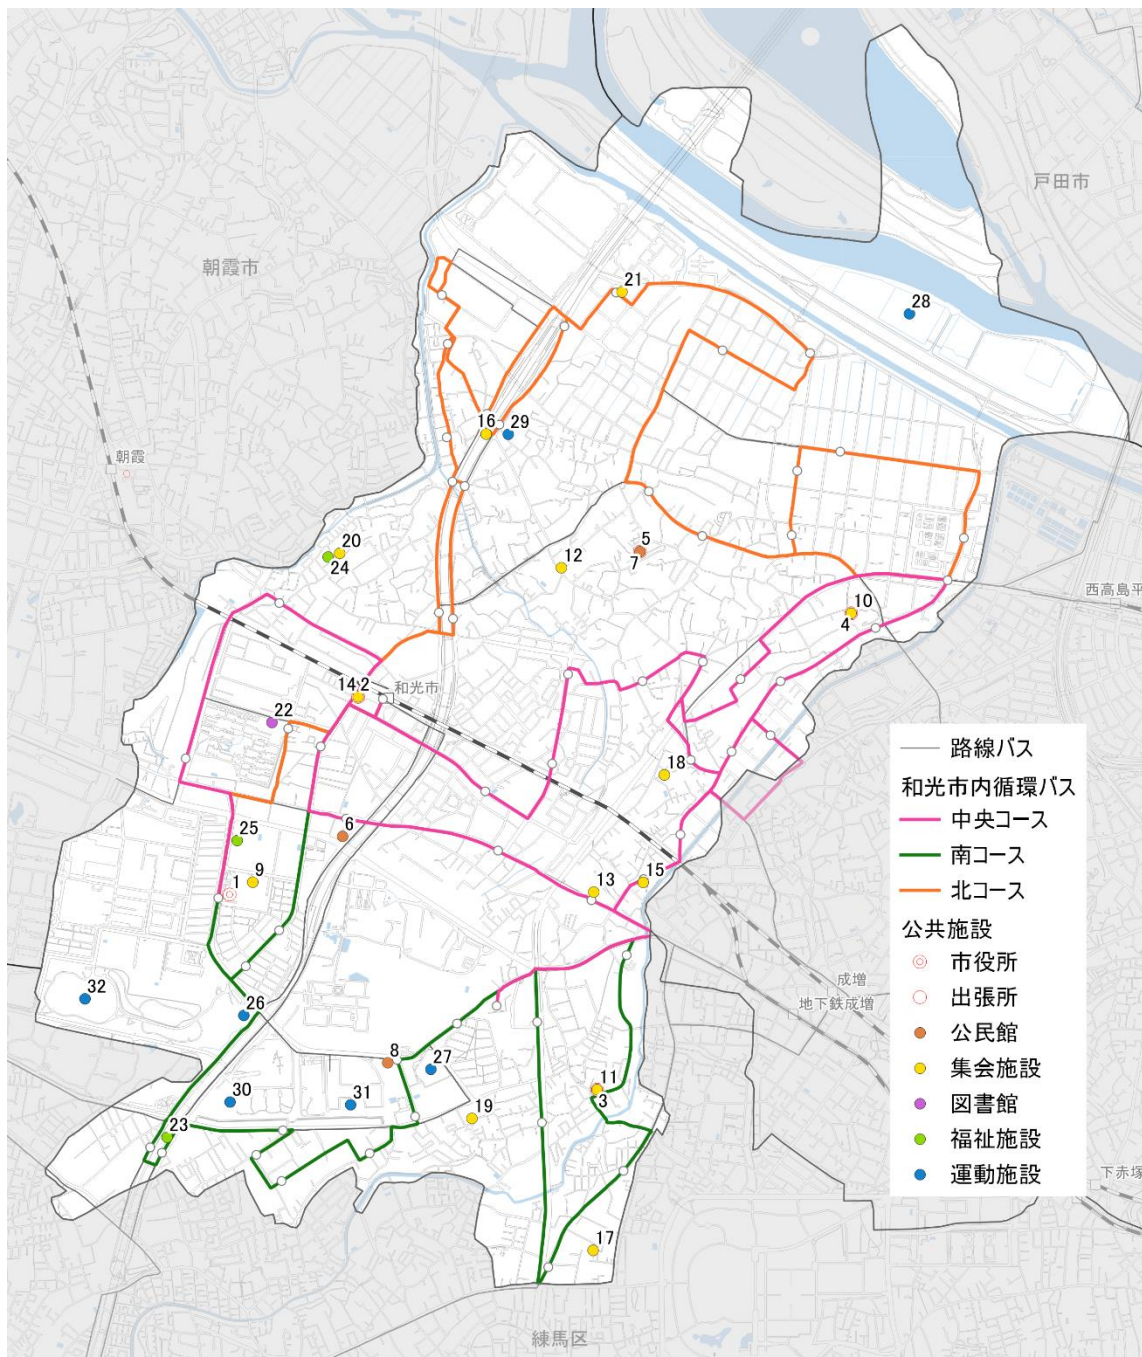 戸田市
朝霞市
21
28
16
29
朝霞
20
24
12
5
7
西高島平
10
4
14
2
和光市
22
18
路線バス
和光市内循環バス
中央コース
南コース
北コース
公共施設
市役所
出張所
公民館
集会施設
図書館
福祉施設
運動施設
6
25
9
1
13
15
成増
地下鉄成増
32
26
8
27
11
3
30
31
19
23
下赤塚
17
練馬区